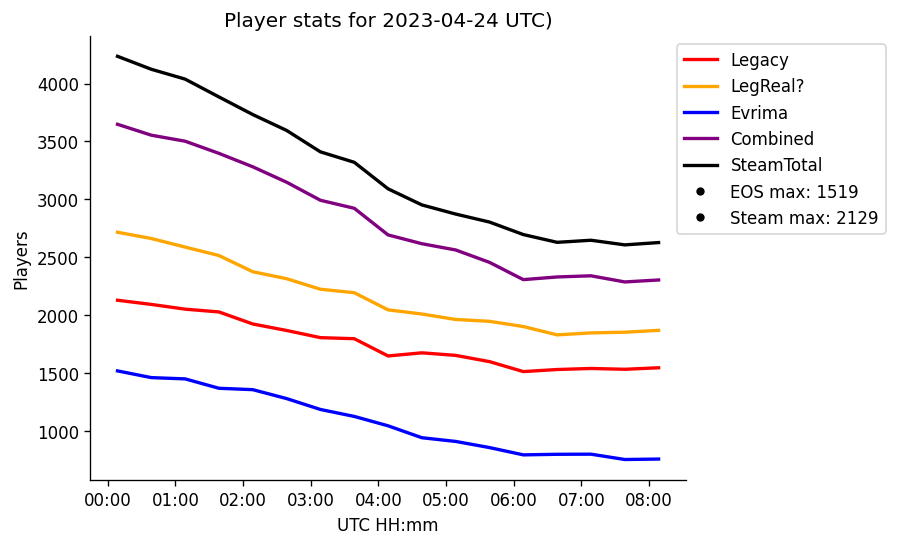 Player stats for 2023-04-24 UTC)
Legacy
LegReal?
Evrima
Combined
SteamTotal
EOS max: 1519
Steam max: 2129
Players
4000
3500
3000
2500
2000
1500
1000
00:00 01:00 02:00 03:00 04:00 05:00 06:00 07:00 08:00
UTC HH:mm